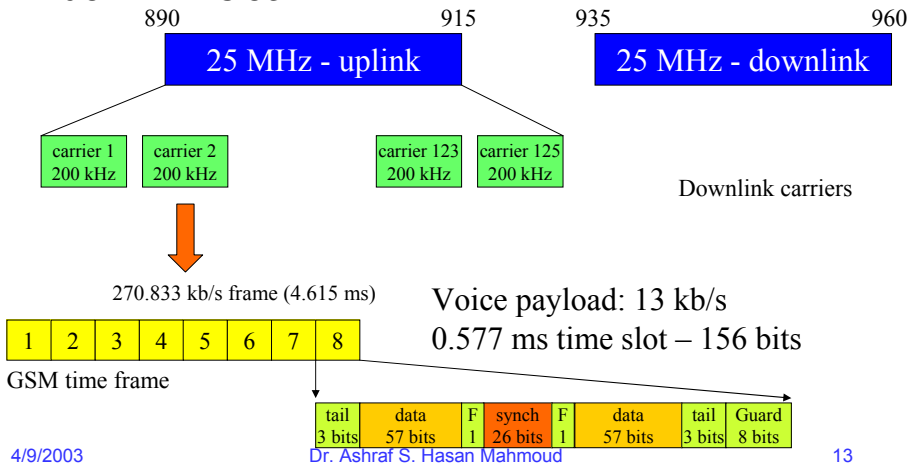 890 915 935 960
25 MHz - uplink 25 MHz - downlink
carrier 1 carrier 2 carrier 123 carrier 125
200 kHz 200 kHz 200 kHz 200 kHz
Downlink carriers
270.833 kb/s frame (4.615 ms)
Voice payload: 13 kb/s
1 2 3 4 5 6 7 8
0.577 ms time slot – 156 bits
GSM time frame
tail data F synch F data tail Guard
3 bits 57 bits 1 26 bits 1 57 bits 3 bits 8 bits
4/9/2003 Dr. Ashraf S. Hasan Mahmoud 13